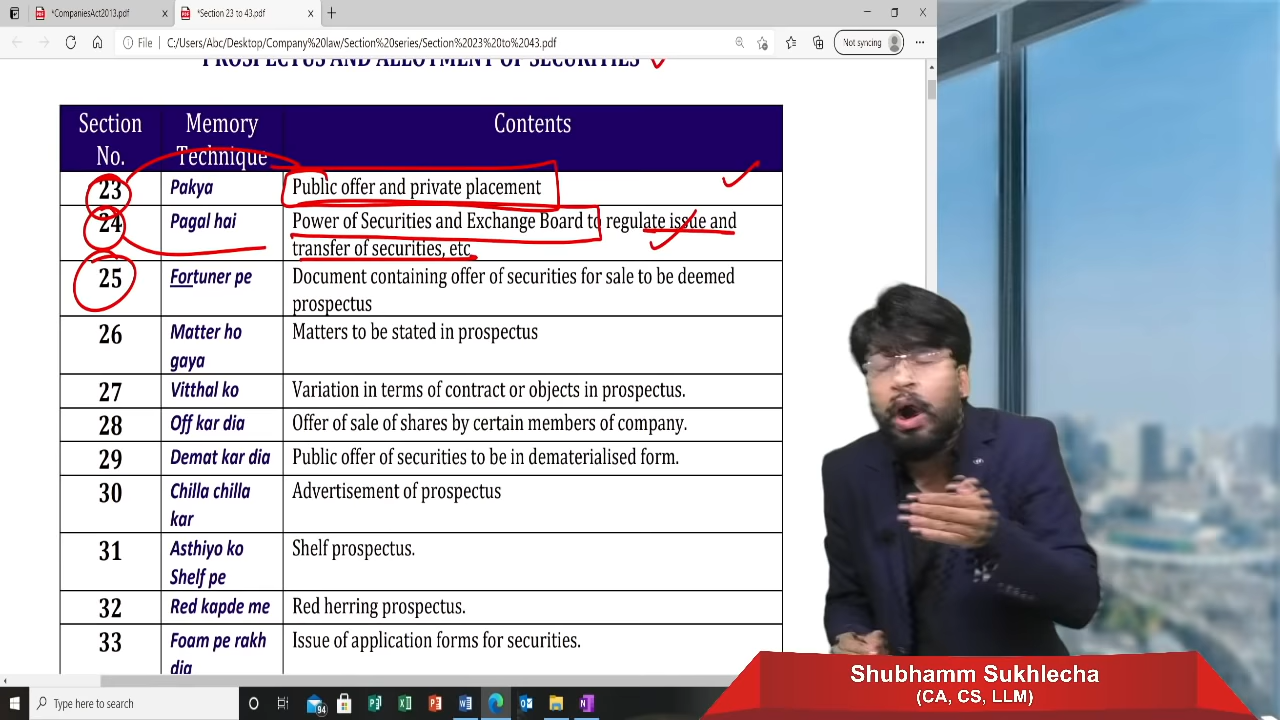 *CompaniesAct2013.pdf
*Section 23 to 43.pdf
File
C:/Users/Abc/Desktop/Company%20law/Section%20series/Section%2023%20to%2043.pdf
Not syncing
PROSPECTUS AND ALLOTMENT OF SECURITIES
Section No.
Memory Technique
Contents
23 Pakya Public offer and private placement
24 Pagal hai Power of Securities and Exchange Board to regulate issue and
transfer of securities, etc
25 Fortuner pe Document containing offer of securities for sale to be deemed
prospectus
26 Matter ho Matters to be stated in prospectus
gaya
27 Vitthal ko Variation in terms of contract or objects in prospectus.
28 Off kar dia Offer of sale of shares by certain members of company.
29 Demat kar dia Public offer of securities to be in dematerialised form.
30 Chilla chilla Advertisement of prospectus
kar
31 Asthiyo ko Shelf prospectus.
Shelf pe
32 Red kapde me Red herring prospectus.
33 Foam pe rakh Issue of application forms for securities.
dia
Shubhamm Sukhlecha
(CA, CS, LLM)
Type here to search
94